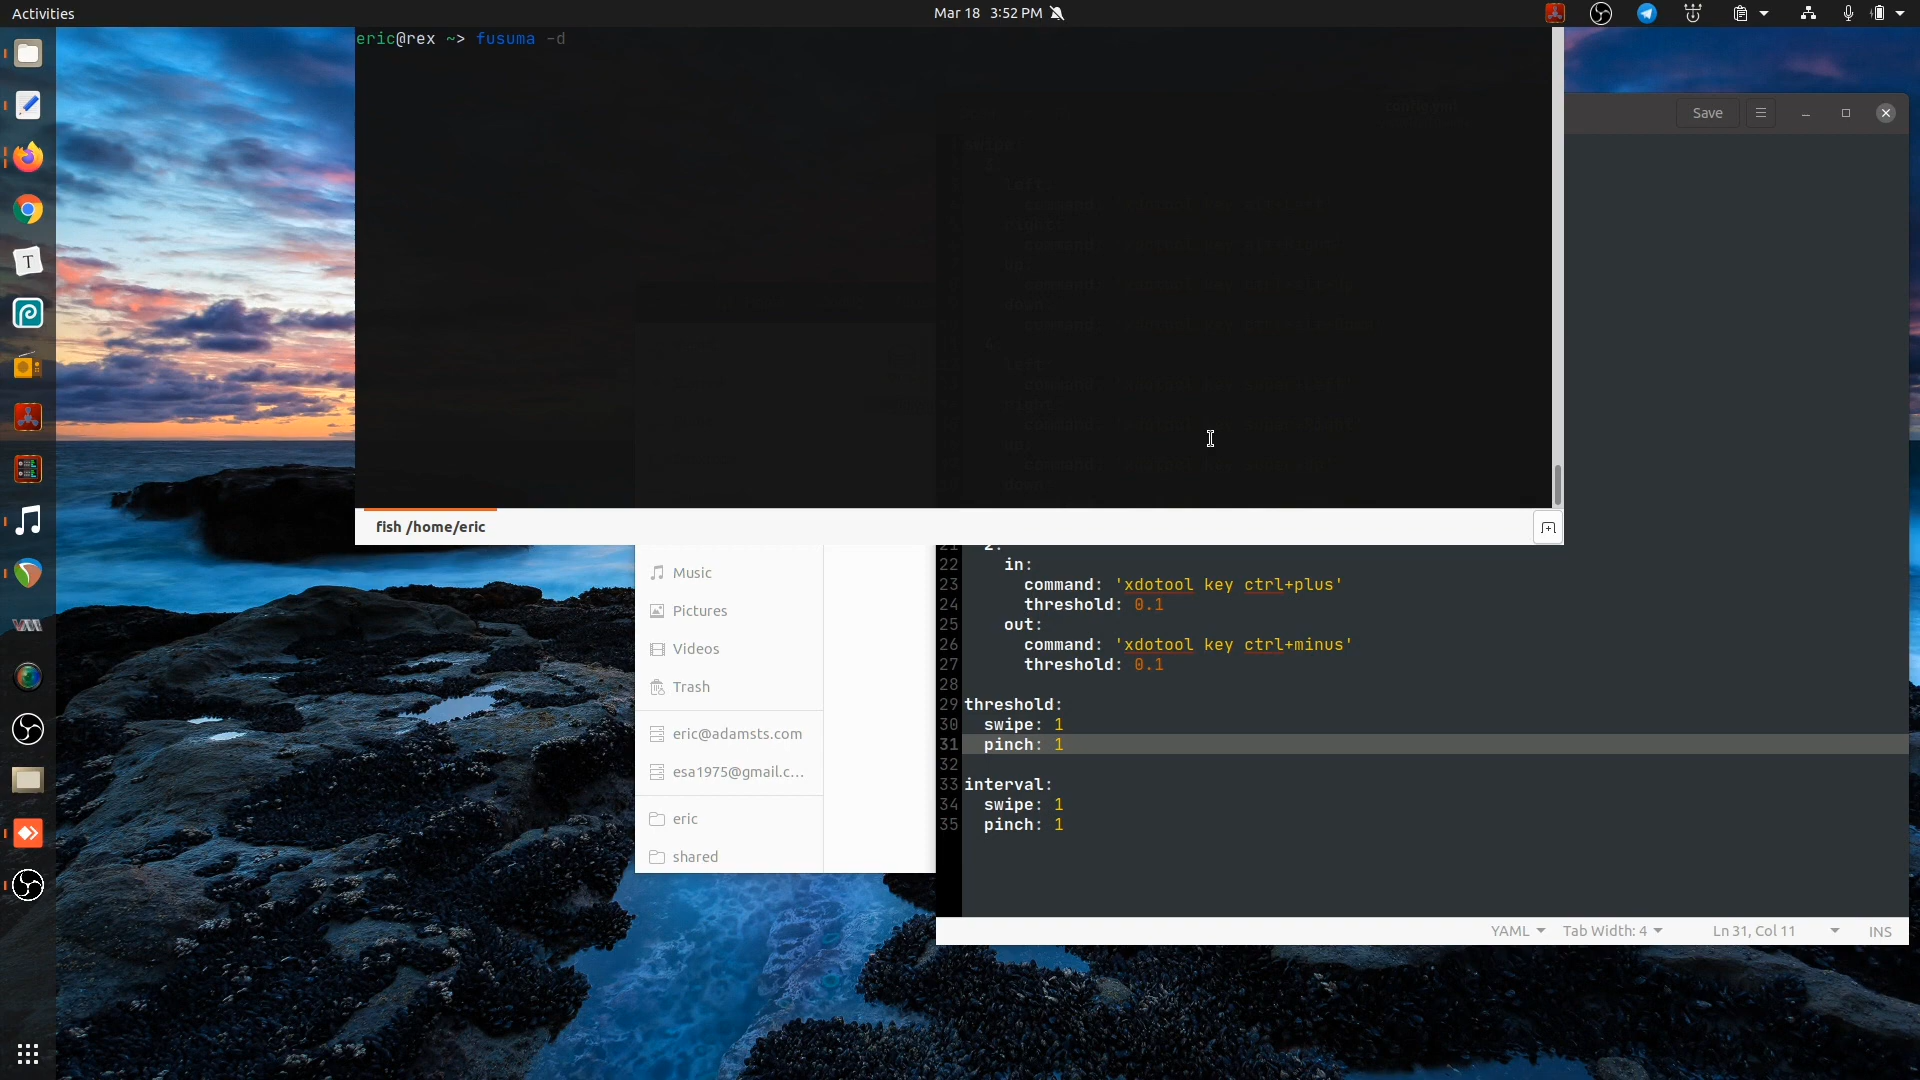 Activities
Mar 18 3:52 PM
eric@rex ~> fusuma -d
Save
fish /home/eric
Music
Pictures
Videos
Trash
eric@adamsts.com
esa1975@gmail.c...
eric
shared
21 2:
22 in:
23 command: 'xdotool key ctrl+plus'
24 threshold: 0.1
25 out:
26 command: 'xdotool key ctrl+minus'
27 threshold: 0.1
28
29 threshold:
30 swipe: 1
31 pinch: 1
32
33 interval:
34 swipe: 1
35 pinch: 1
YAML Tab Width: 4 Ln 31, Col 11 INS